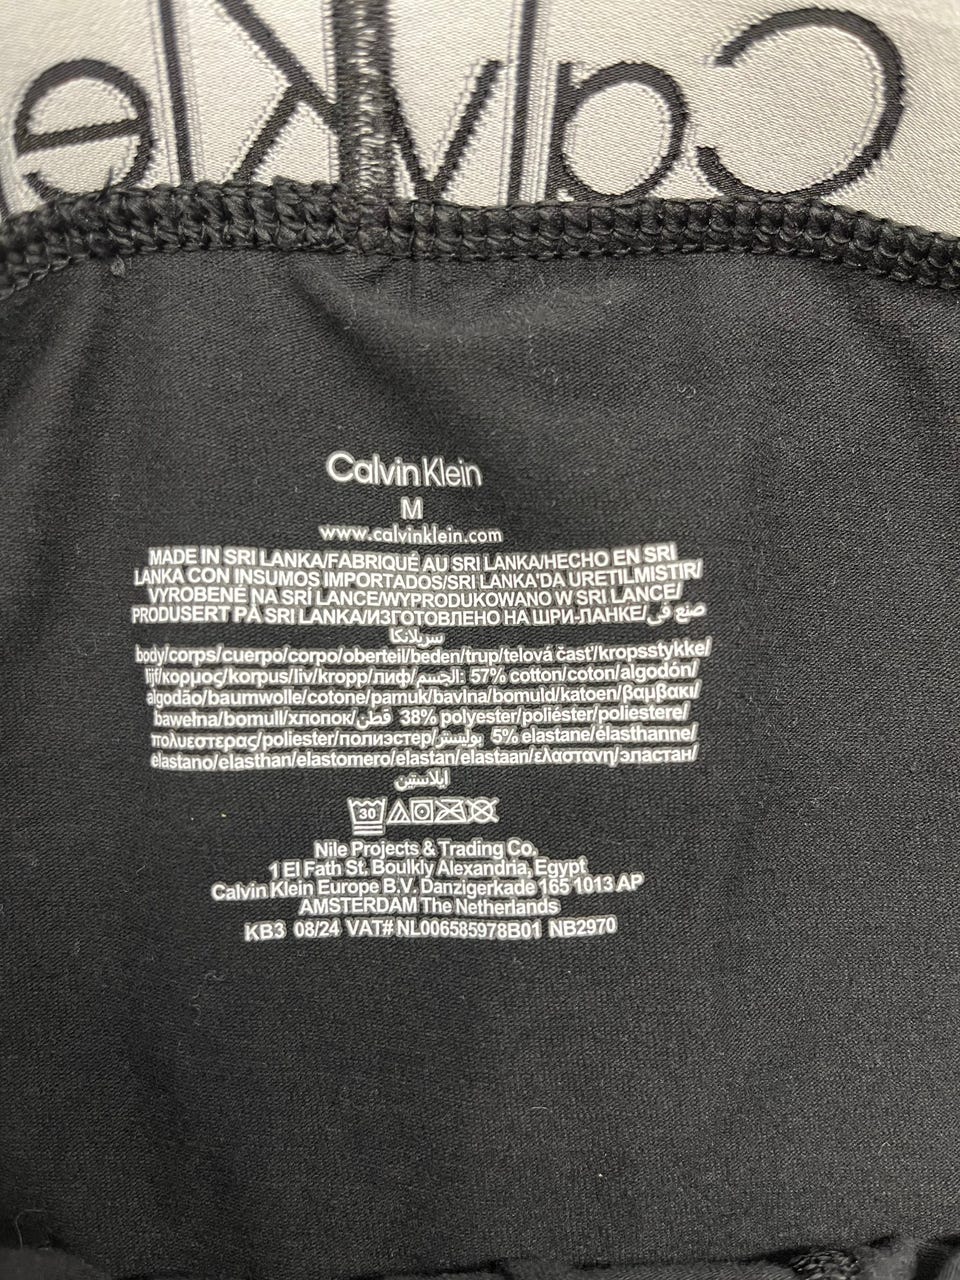 Calvin Kle
Calvin Klein
M
www.calvinklein.com
MADE IN SRI LANKA/FABRIQUÉ AU SRI LANKA/HECHO EN SRI
LANKA CON INSUMOS IMPORTADOS/SRI LANKA'DA URETILMISTIR/
VYROBENÉ NA SRÍ LANCE/WYPRODUKOWANO W SRI LANCE/
PRODUSERT PÅ SRI LANKA/ИЗГОТОВЛЕНО НА ШРИ-ЛАНКЕ/صنع في
سريلانكا
body/corps/cuerpo/corpo/oberteil/beden/trup/telová časť/kropsstykke/
lijf/κορμος/korpus/liv/kropp/лиф/الجسم: 57% cotton/coton/algodón/
algodão/baumwolle/cotone/pamuk/bavlna/bomuld/katoen/βαμβακι/
bawełna/bomull/хлопок/قطن 38% polyester/poliéster/poliestere/
πολυεστερας/poliester/полиэстер/بوليستر 5% elastane/élasthanne/
elastano/elasthan/elastomero/elastan/elastaan/ελαστανη/эластан/
ايلاستين
30
Nile Projects & Trading Co.
1 El Fath St. Boulkly Alexandria, Egypt
Calvin Klein Europe B.V. Danzigerkade 165 1013 AP
AMSTERDAM The Netherlands
KB3 08/24 VAT# NL006585978B01 NB2970